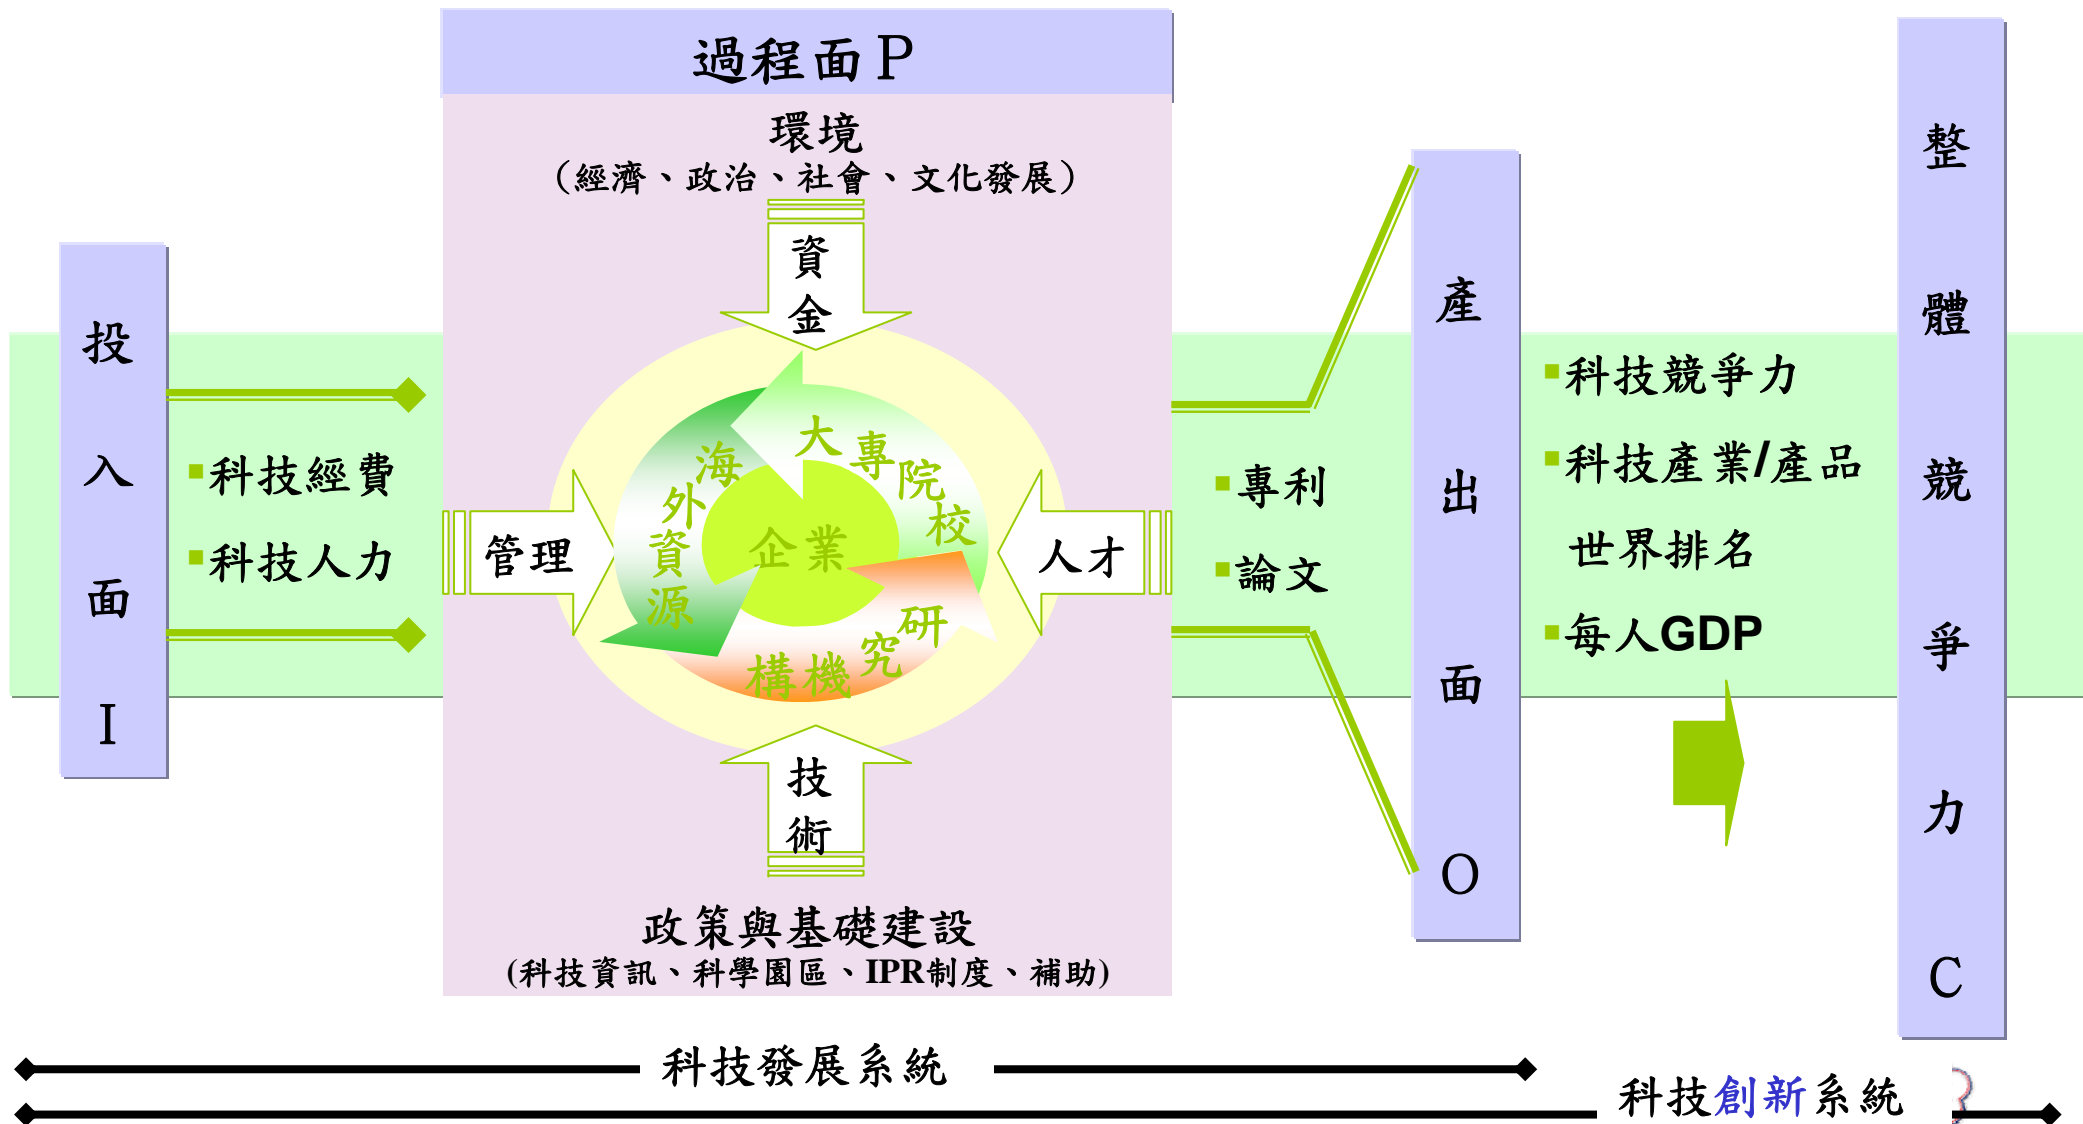 過程面P
環境
（經濟、政治、社會、文化發展）
資金
投入面I
科技經費
科技人力
管理
人才
技術
企業
大專院校
海外資源
研究機構
政策與基礎建設
(科技資訊、科學園區、IPR制度、補助)
專利
論文
產出面O
科技競爭力
科技產業/產品
世界排名
每人GDP
整體競爭力C
科技發展系統
科技創新系統